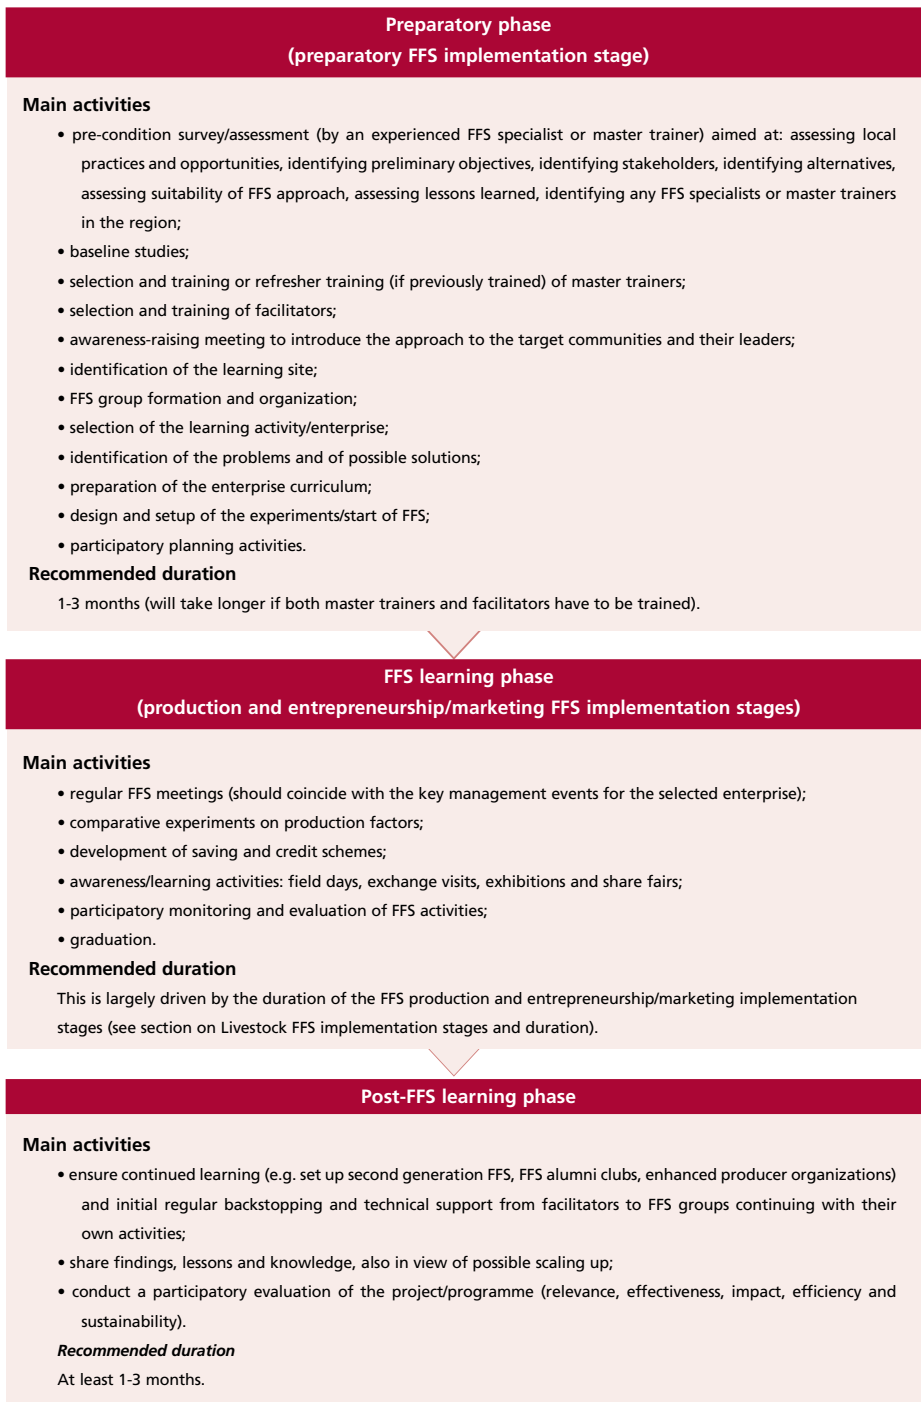 Preparatory phase
(preparatory FFS implementation stage)
Main activities
• pre-condition survey/assessment (by an experienced FFS specialist or master trainer) aimed at: assessing local
practices and opportunities, identifying preliminary objectives, identifying stakeholders, identifying alternatives,
assessing suitability of FFS approach, assessing lessons learned, identifying any FFS specialists or master trainers
in the region;
• baseline studies;
• selection and training or refresher training (if previously trained) of master trainers;
• selection and training of facilitators;
• awareness-raising meeting to introduce the approach to the target communities and their leaders;
• identification of the learning site;
• FFS group formation and organization;
• selection of the learning activity/enterprise;
• identification of the problems and of possible solutions;
• preparation of the enterprise curriculum;
• design and setup of the experiments/start of FFS;
• participatory planning activities.
Recommended duration
1-3 months (will take longer if both master trainers and facilitators have to be trained).
FFS learning phase
(production and entrepreneurship/marketing FFS implementation stages)
Main activities
• regular FFS meetings (should coincide with the key management events for the selected enterprise);
• comparative experiments on production factors;
• development of saving and credit schemes;
• awareness/learning activities: field days, exchange visits, exhibitions and share fairs;
• participatory monitoring and evaluation of FFS activities;
• graduation.
Recommended duration
This is largely driven by the duration of the FFS production and entrepreneurship/marketing implementation
stages (see section on Livestock FFS implementation stages and duration).
Post-FFS learning phase
Main activities
• ensure continued learning (e.g. set up second generation FFS, FFS alumni clubs, enhanced producer organizations)
and initial regular backstopping and technical support from facilitators to FFS groups continuing with their
own activities;
• share findings, lessons and knowledge, also in view of possible scaling up;
• conduct a participatory evaluation of the project/programme (relevance, effectiveness, impact, efficiency and
sustainability).
Recommended duration
At least 1-3 months.